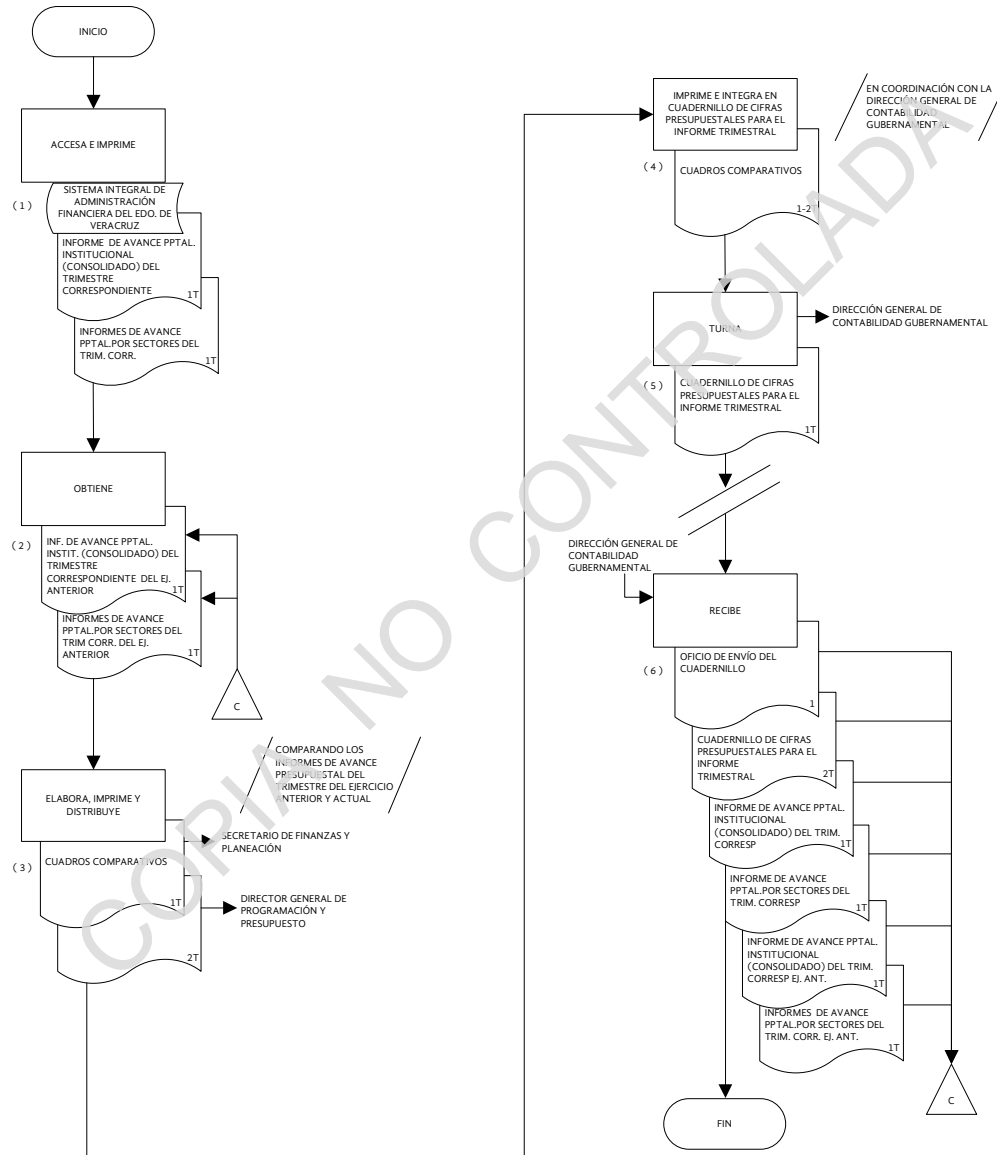 INICIO
ACCESA E IMPRIME
(1)
SISTEMA INTEGRAL DE
ADMINISTRACIÓN
FINANCIERA DEL EDO. DE
VERACRUZ
INFORME DE AVANCE PPTAL.
INSTITUCIONAL
(CONSOLIDADO) DEL
TRIMESTRE
CORRESPONDIENTE
1T
INFORMES DE AVANCE
PPTAL.POR SECTORES DEL
TRIM. CORR.
1T
OBTIENE
(2)
INF. DE AVANCE PPTAL.
INSTIT. (CONSOLIDADO) DEL
TRIMESTRE
CORRESPONDIENTE DEL EJ.
ANTERIOR
1T
INFORMES DE AVANCE
PPTAL.POR SECTORES DEL
TRIM CORR. DEL EJ.
ANTERIOR
1T
C
COMPARANDO LOS
INFORMES DE AVANCE
PRESUPUESTAL DEL
TRIMESTRE DEL EJERCICIO
ANTERIOR Y ACTUAL
ELABORA, IMPRIME Y
DISTRIBUYE
(3)
CUADROS COMPARATIVOS
1T
SECRETARIO DE FINANZAS Y
PLANEACIÓN
2T
DIRECTOR GENERAL DE
PROGRAMACIÓN Y
PRESUPUESTO
IMPRIME E INTEGRA EN
CUADERNILLO DE CIFRAS
PRESUPUESTALES PARA EL
INFORME TRIMESTRAL
EN COORDINACIÓN CON LA
DIRECCIÓN GENERAL DE
CONTABILIDAD
GUBERNAMENTAL
(4)
CUADROS COMPARATIVOS
1-2T
TURNA
DIRECCIÓN GENERAL DE
CONTABILIDAD GUBERNAMENTAL
(5)
CUADERNILLO DE CIFRAS
PRESUPUESTALES PARA EL
INFORME TRIMESTRAL
1T
DIRECCIÓN GENERAL DE
CONTABILIDAD
GUBERNAMENTAL
RECIBE
(6)
OFICIO DE ENVÍO DEL
CUADERNILLO
1
CUADERNILLO DE CIFRAS
PRESUPUESTALES PARA EL
INFORME
TRIMESTRAL
2T
INFORME DE AVANCE PPTAL.
INSTITUCIONAL
(CONSOLIDADO) DEL TRIM.
CORRESP
1T
INFORME DE AVANCE
PPTAL.POR SECTORES DEL
TRIM. CORRESP
1T
INFORME DE AVANCE PPTAL.
INSTITUCIONAL
(CONSOLIDADO) DEL TRIM.
CORRESP EJ. ANT.
1T
INFORMES DE AVANCE
PPTAL.POR SECTORES DEL
TRIM. CORR. EJ. ANT.
1T
C
FIN
COPIA NO CONTROLADA